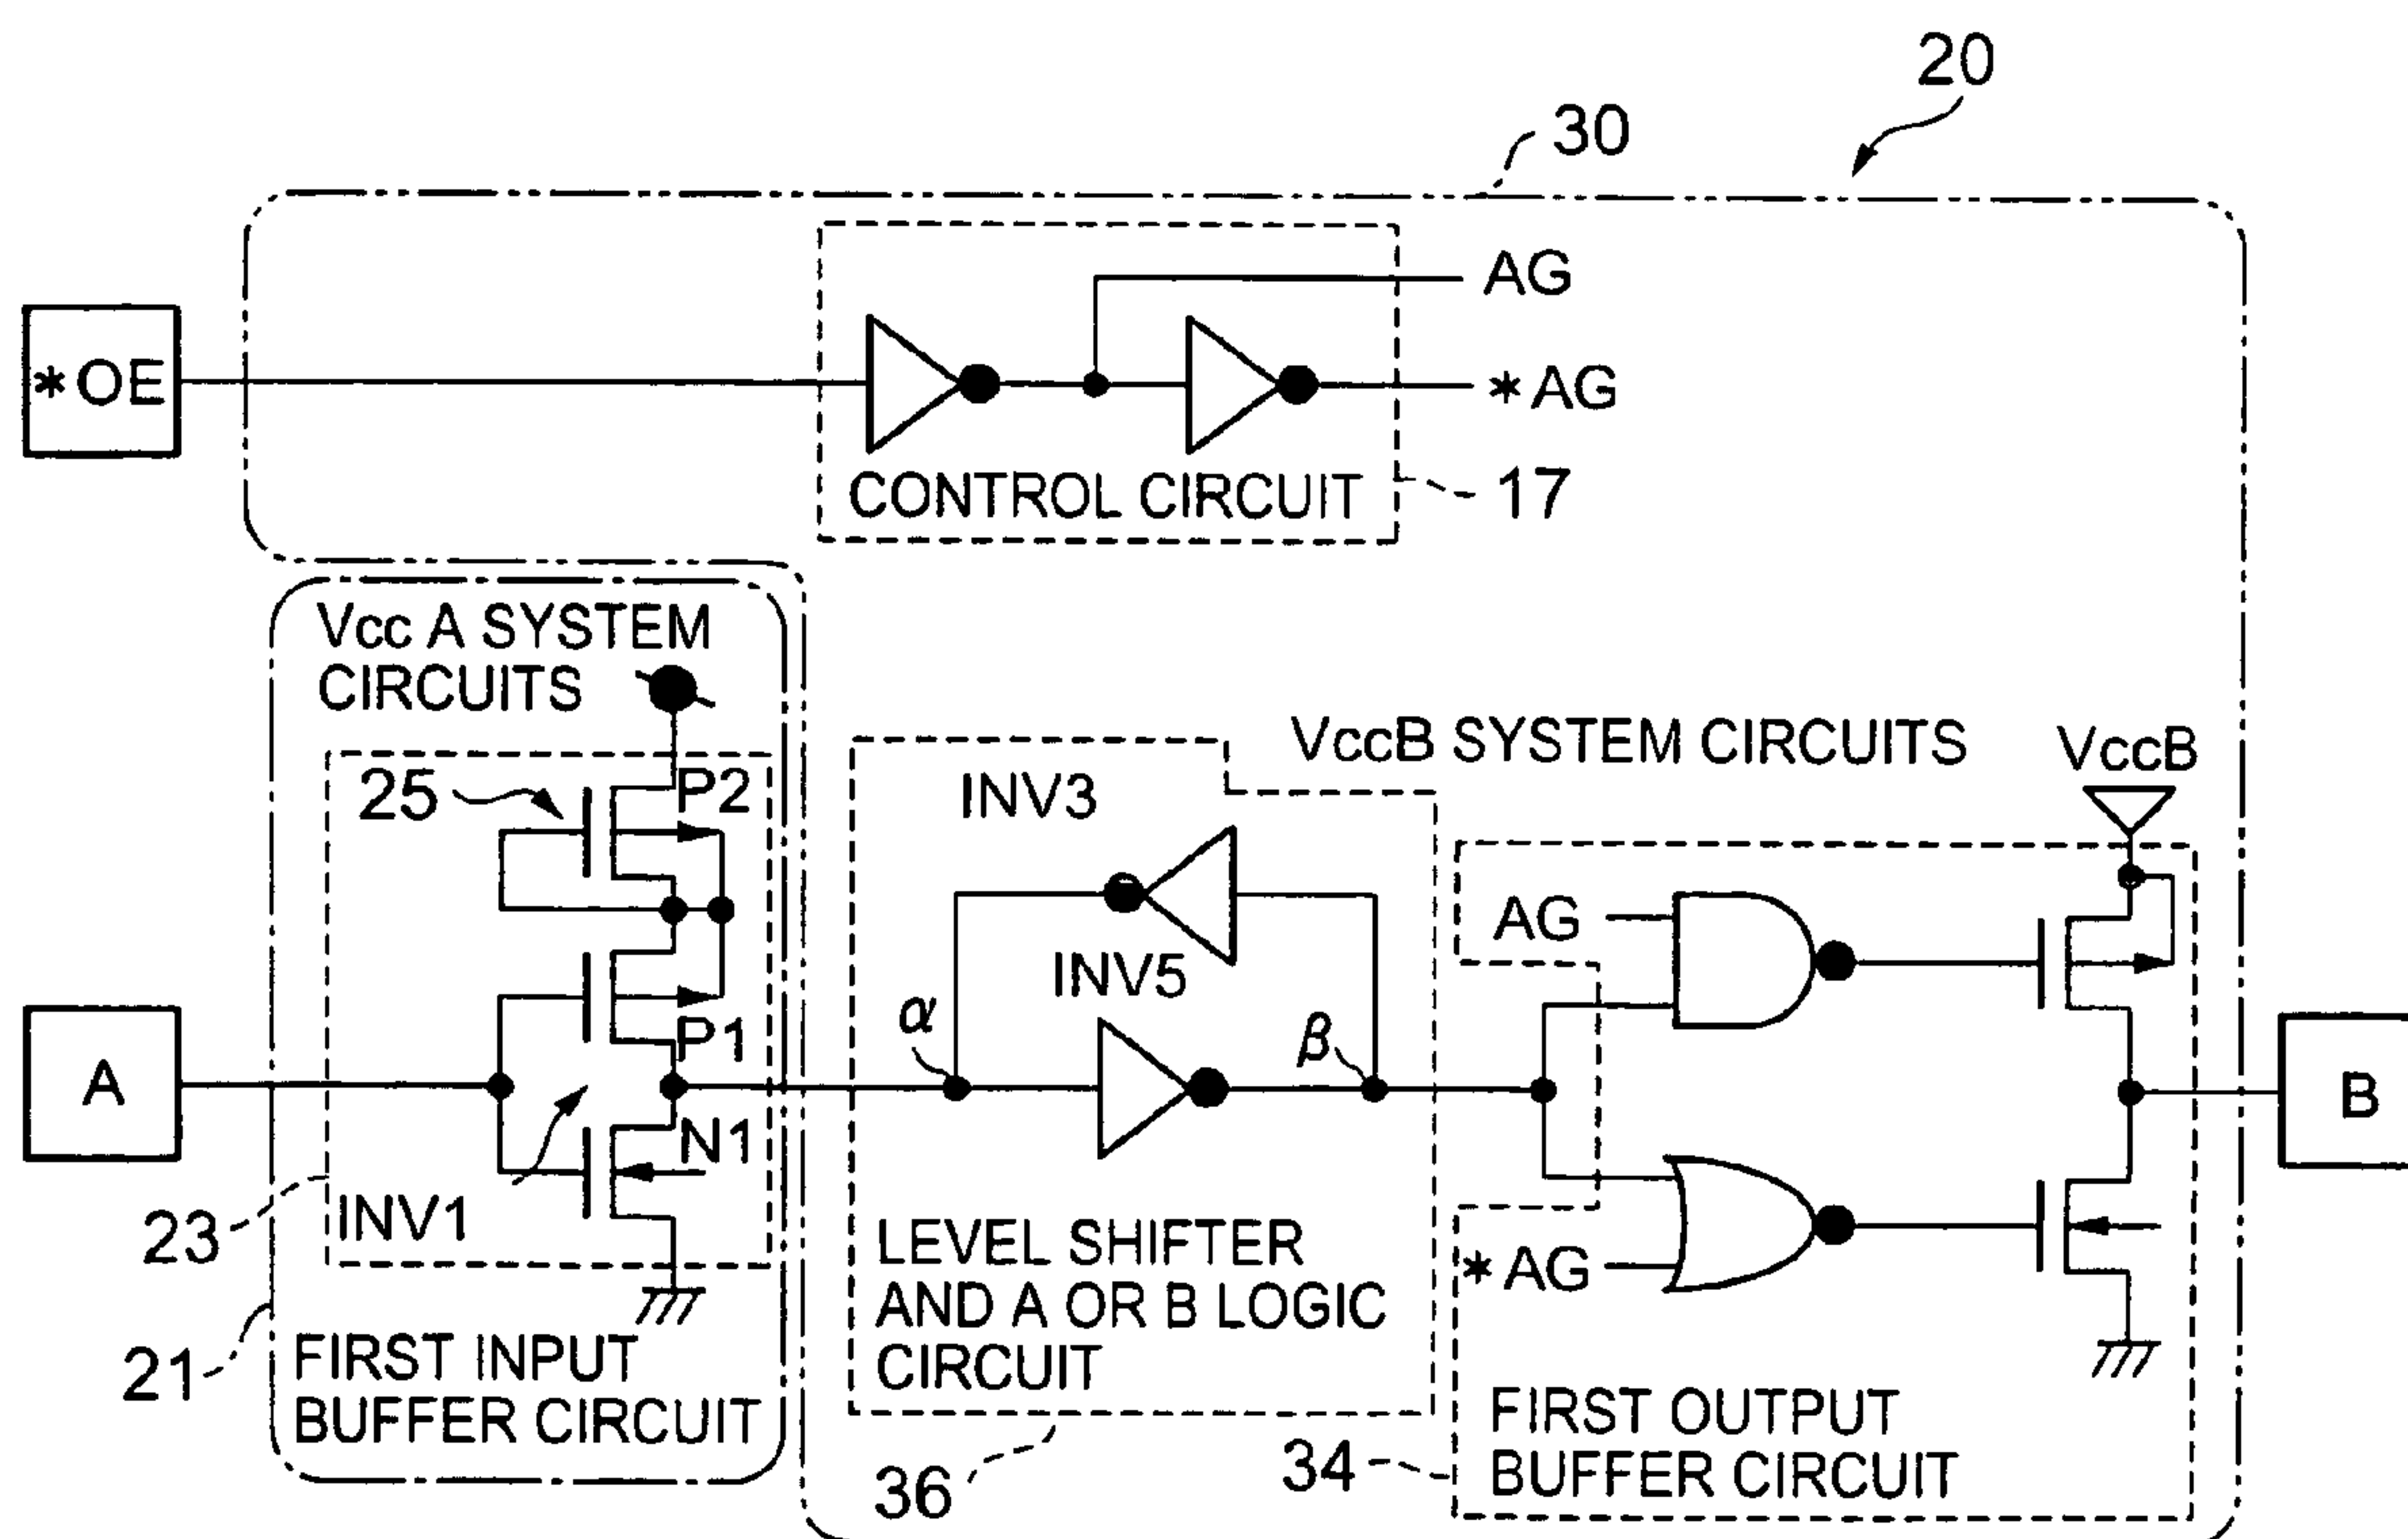 20
30
AG
*OE
*AG
CONTROL CIRCUIT
17
Vcc A SYSTEM
CIRCUITS
VccB SYSTEM CIRCUITS
VccB
25
P2
INV3
AG
INV5
α
β
P1
A
B
N1
INV1
23
LEVEL SHIFTER
AND A OR B LOGIC
CIRCUIT
*AG
21
FIRST INPUT
BUFFER CIRCUIT
FIRST OUTPUT
BUFFER CIRCUIT
36
34